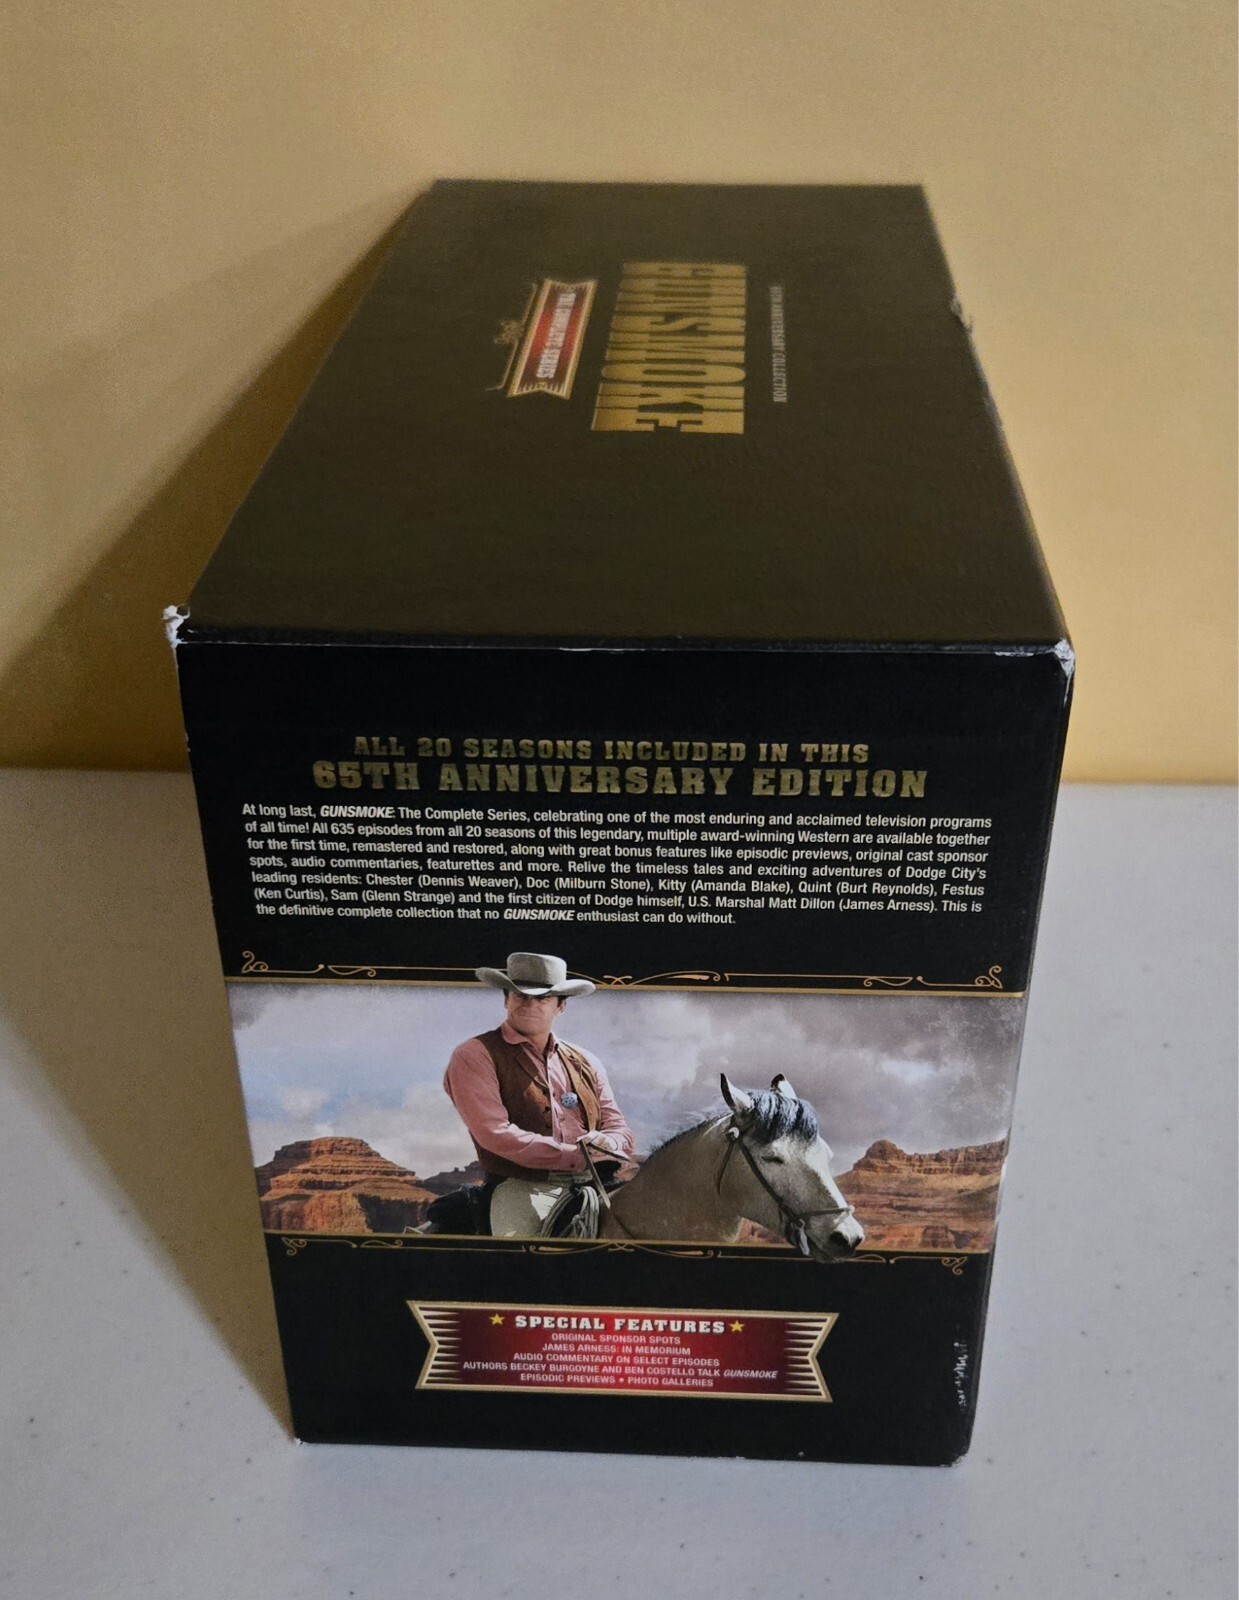 65TH ANNIVERSARY COLLECTION
GUNSMOKE
THE COMPLETE SERIES
ALL 20 SEASONS INCLUDED IN THIS
65TH ANNIVERSARY EDITION
At long last, GUNSMOKE: The Complete Series, celebrating one of the most enduring and acclaimed television programs
of all time! All 635 episodes from all 20 seasons of this legendary, multiple award-winning Western are available together
for the first time, remastered and restored, along with great bonus features like episodic previews, original cast sponsor
spots, audio commentaries, featurettes and more. Relive the timeless tales and exciting adventures of Dodge City's
leading residents: Chester (Dennis Weaver), Doc (Milburn Stone), Kitty (Amanda Blake), Quint (Burt Reynolds), Festus
(Ken Curtis), Sam (Glenn Strange) and the first citizen of Dodge himself, U.S. Marshal Matt Dillon (James Arness). This is
the definitive complete collection that no GUNSMOKE enthusiast can do without.
SPECIAL FEATURES
ORIGINAL SPONSOR SPOTS
JAMES ARNESS: IN MEMORIUM
AUDIO COMMENTARY ON SELECT EPISODES
AUTHORS BECKEY BURGOYNE AND BEN COSTELLO TALK GUNSMOKE
EPISODIC PREVIEWS • PHOTO GALLERIES